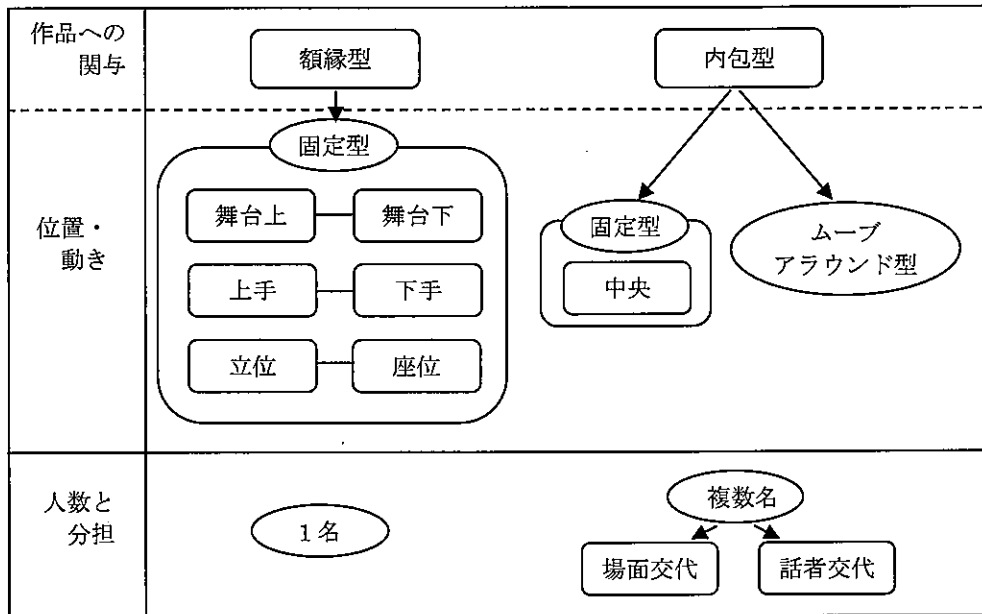 作品への
関与
額縁型
内包型
位置・
動き
固定型
舞台上
舞台下
上手
下手
立位
座位
固定型
中央
ムーブ
アラウンド型
人数と
分担
1名
複数名
場面交代
話者交代